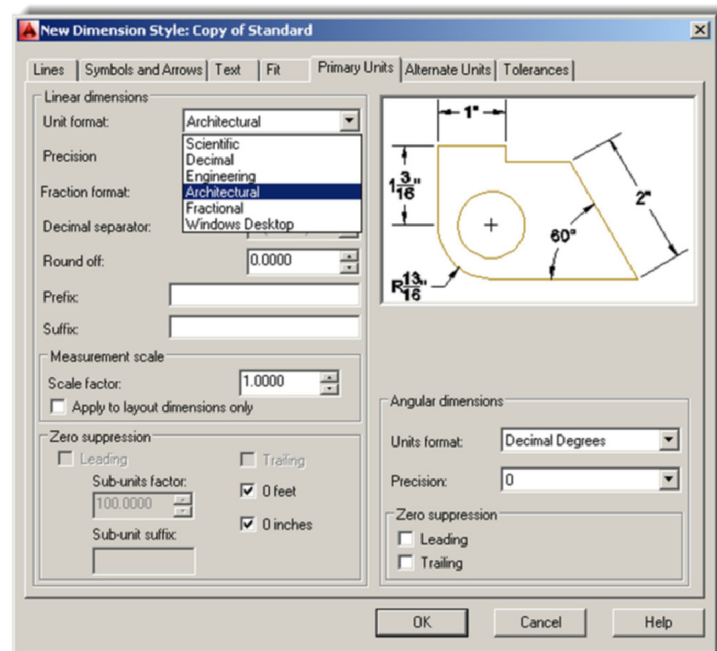 New Dimension Style: Copy of Standard
Lines Symbols and Arrows Text Fit Primary Units Alternate Units Tolerances
Linear dimensions
Unit format: Architectural
Scientific
Decimal
Engineering
Architectural
Fractional
Windows Desktop
Precision
Fraction format:
Decimal separator:
Round off: 0.0000
Prefix:
Suffix:
Measurement scale
Scale factor: 1.0000
Apply to layout dimensions only
Zero suppression
Leading Trailing
Sub-units factor: 0 feet
100.0000
0 inches
Sub-unit suffix:
1"
1 3/16"
2"
60°
R13/16"
Angular dimensions
Units format: Decimal Degrees
Precision: 0
Zero suppression
Leading
Trailing
OK Cancel Help